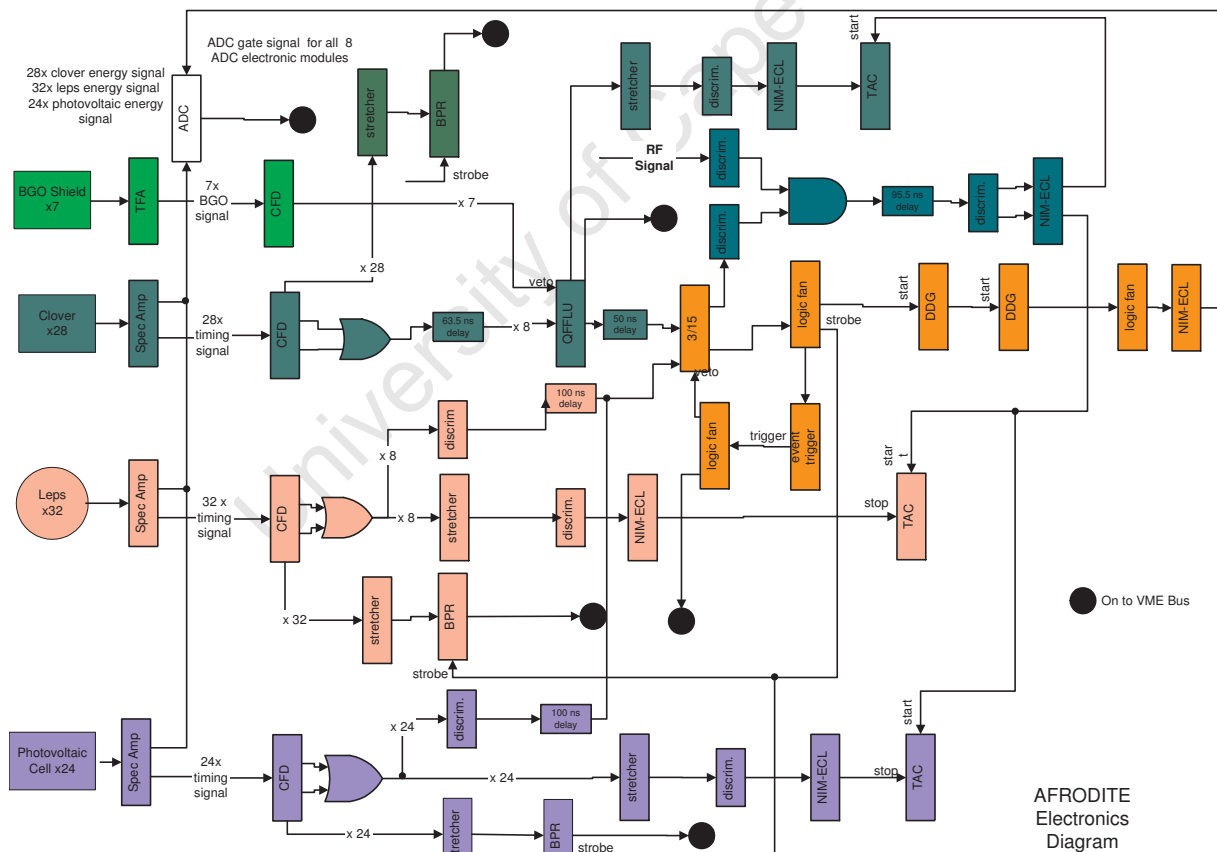 ADC gate signal for all 8
ADC electronic modules
28x clover energy signal
32x leps energy signal
24x photovoltaic energy
signal
ADC
stretcher
BPR
strobe
stretcher
discrim.
NIM-ECL
start
TAC
RF
Signal
discrim.
discrim.
95.5 ns
delay
discrim.
NIM-ECL
BGO Shield
x7
TFA
7x
BGO
signal
CFD
x 7
x 28
veto
Clover
x28
Spec Amp
28x
timing
signal
CFD
63.5 ns
delay
x 8
QFFLU
50 ns
delay
3/15
logic fan
strobe
start
DDG
start
DDG
logic fan
NIM-ECL
veto
logic fan
trigger
event
trigger
100 ns
delay
discrim
x 8
Leps
x32
Spec Amp
32 x
timing
signal
CFD
x 8
stretcher
discrim.
NIM-ECL
star
t
stop
TAC
x 32
stretcher
BPR
strobe
On to VME Bus
Photovoltaic
Cell x24
Spec Amp
24x
timing
signal
CFD
x 24
discrim.
100 ns
delay
x 24
stretcher
discrim.
NIM-ECL
stop
start
TAC
x 24
stretcher
BPR
strobe
AFRODITE
Electronics
Diagram
University of Cape